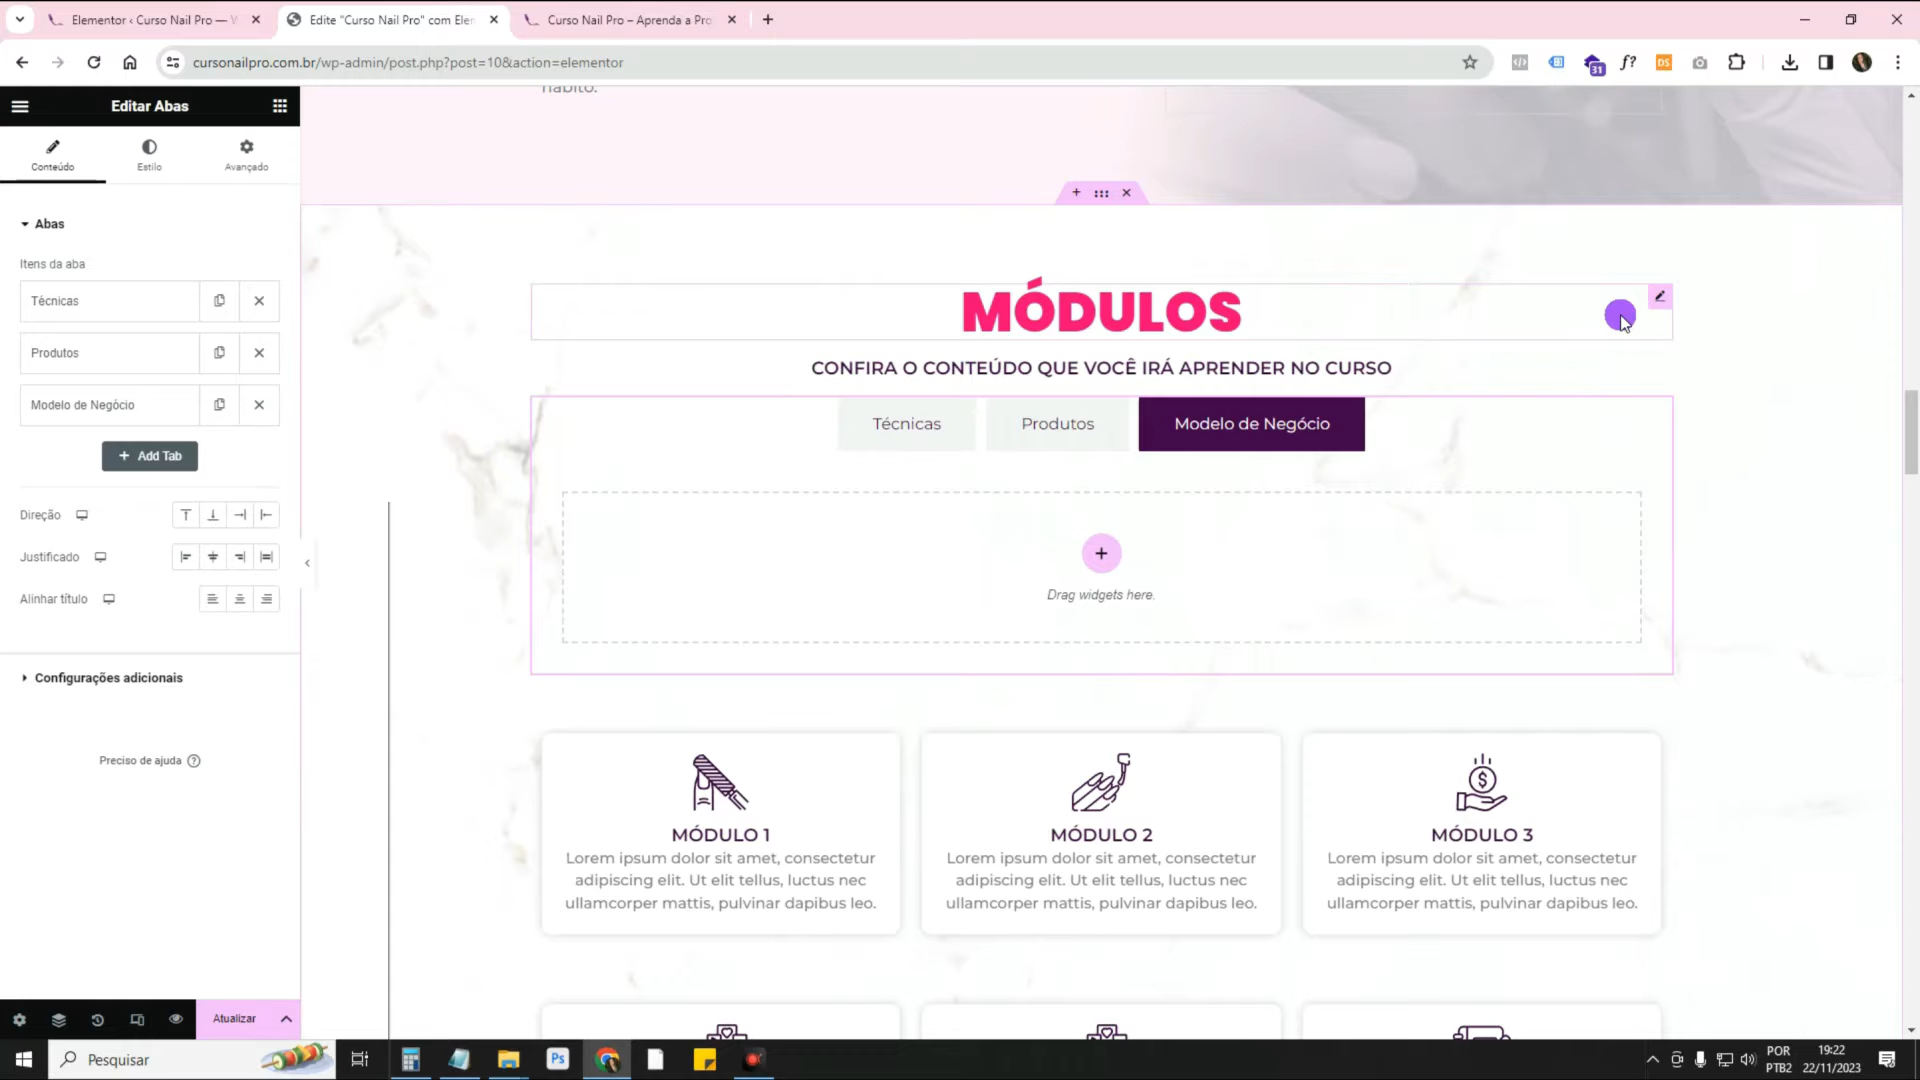 Elementor ‹ Curso Nail Pro — W
Edite "Curso Nail Pro" com Elem
Curso Nail Pro – Aprenda a Pro
cursonailpro.com.br/wp-admin/post.php?post=10&action=elementor
31
f?
DS
Editar Abas
hábito.
Conteúdo
Estilo
Avançado
Abas
Itens da aba
Técnicas
Produtos
Modelo de Negócio
+ Add Tab
Direção
Justificado
Alinhar título
Configurações adicionais
Preciso de ajuda ?
MÓDULOS
CONFIRA O CONTEÚDO QUE VOCÊ IRÁ APRENDER NO CURSO
Técnicas
Produtos
Modelo de Negócio
Drag widgets here.
MÓDULO 1
Lorem ipsum dolor sit amet, consectetur
adipiscing elit. Ut elit tellus, luctus nec
ullamcorper mattis, pulvinar dapibus leo.
MÓDULO 2
Lorem ipsum dolor sit amet, consectetur
adipiscing elit. Ut elit tellus, luctus nec
ullamcorper mattis, pulvinar dapibus leo.
MÓDULO 3
Lorem ipsum dolor sit amet, consectetur
adipiscing elit. Ut elit tellus, luctus nec
ullamcorper mattis, pulvinar dapibus leo.
Atualizar
Pesquisar
Ps
POR
PTB2
19:22
22/11/2023